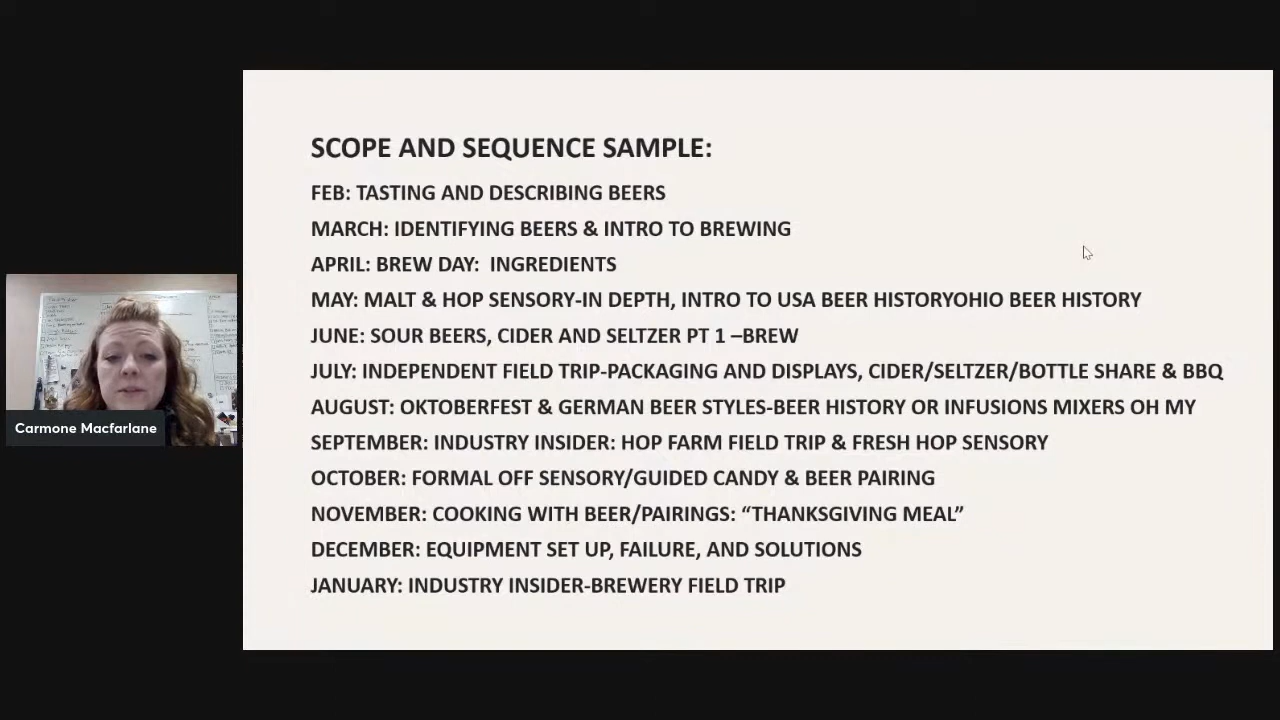 SCOPE AND SEQUENCE SAMPLE:
FEB: TASTING AND DESCRIBING BEERS
MARCH: IDENTIFYING BEERS & INTRO TO BREWING
APRIL: BREW DAY:  INGREDIENTS
MAY: MALT & HOP SENSORY-IN DEPTH, INTRO TO USA BEER HISTORYOHIO BEER HISTORY
JUNE: SOUR BEERS, CIDER AND SELTZER PT 1 –BREW
JULY: INDEPENDENT FIELD TRIP-PACKAGING AND DISPLAYS, CIDER/SELTZER/BOTTLE SHARE & BBQ
AUGUST: OKTOBERFEST & GERMAN BEER STYLES-BEER HISTORY OR INFUSIONS MIXERS OH MY
SEPTEMBER: INDUSTRY INSIDER: HOP FARM FIELD TRIP & FRESH HOP SENSORY
OCTOBER: FORMAL OFF SENSORY/GUIDED CANDY & BEER PAIRING
NOVEMBER: COOKING WITH BEER/PAIRINGS: “THANKSGIVING MEAL”
DECEMBER: EQUIPMENT SET UP, FAILURE, AND SOLUTIONS
JANUARY: INDUSTRY INSIDER-BREWERY FIELD TRIP
Carmone Macfarlane